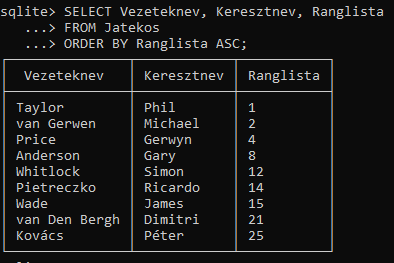 sqlite> SELECT Vezeteknev, Keresztnev, Ranglista
...> FROM Jatekos
...> ORDER BY Ranglista ASC;
Vezeteknev Keresztnev Ranglista
Taylor Phil 1
van Gerwen Michael 2
Price Gerwyn 4
Anderson Gary 8
Whitlock Simon 12
Pietreczko Ricardo 14
Wade James 15
van Den Bergh Dimitri 21
Kovács Péter 25